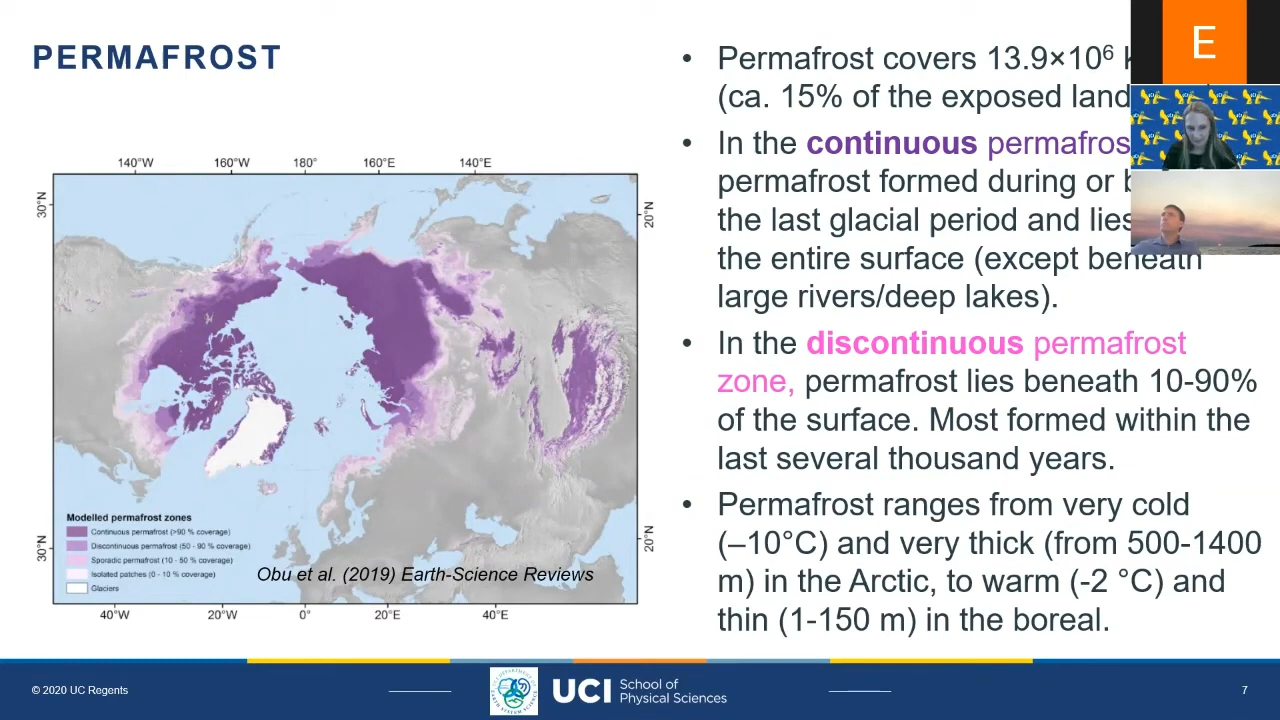 PERMAFROST
• Permafrost covers 13.9×10⁶
(ca. 15% of the exposed land
• In the continuous permafros
permafrost formed during or
the last glacial period and lies
the entire surface (except beneath
large rivers/deep lakes).
• In the discontinuous permafrost
zone, permafrost lies beneath 10-90%
of the surface. Most formed within the
last several thousand years.
• Permafrost ranges from very cold
(–10°C) and very thick (from 500-1400
m) in the Arctic, to warm (-2 °C) and
thin (1-150 m) in the boreal.
E
140°W 160°W 180° 160°E 140°E
30°N
20°N
30°N
20°N
Modelled permafrost zones
Continuous permafrost (>90 % coverage)
Discontinuous permafrost (50 - 90 % coverage)
Sporadic permafrost (10 - 50 % coverage)
Isolated patches (0 - 10 % coverage)
Glaciers
Obu et al. (2019) Earth-Science Reviews
40°W 20°W 0° 20°E 40°E
© 2020 UC Regents
UCI School of
Physical Sciences
7